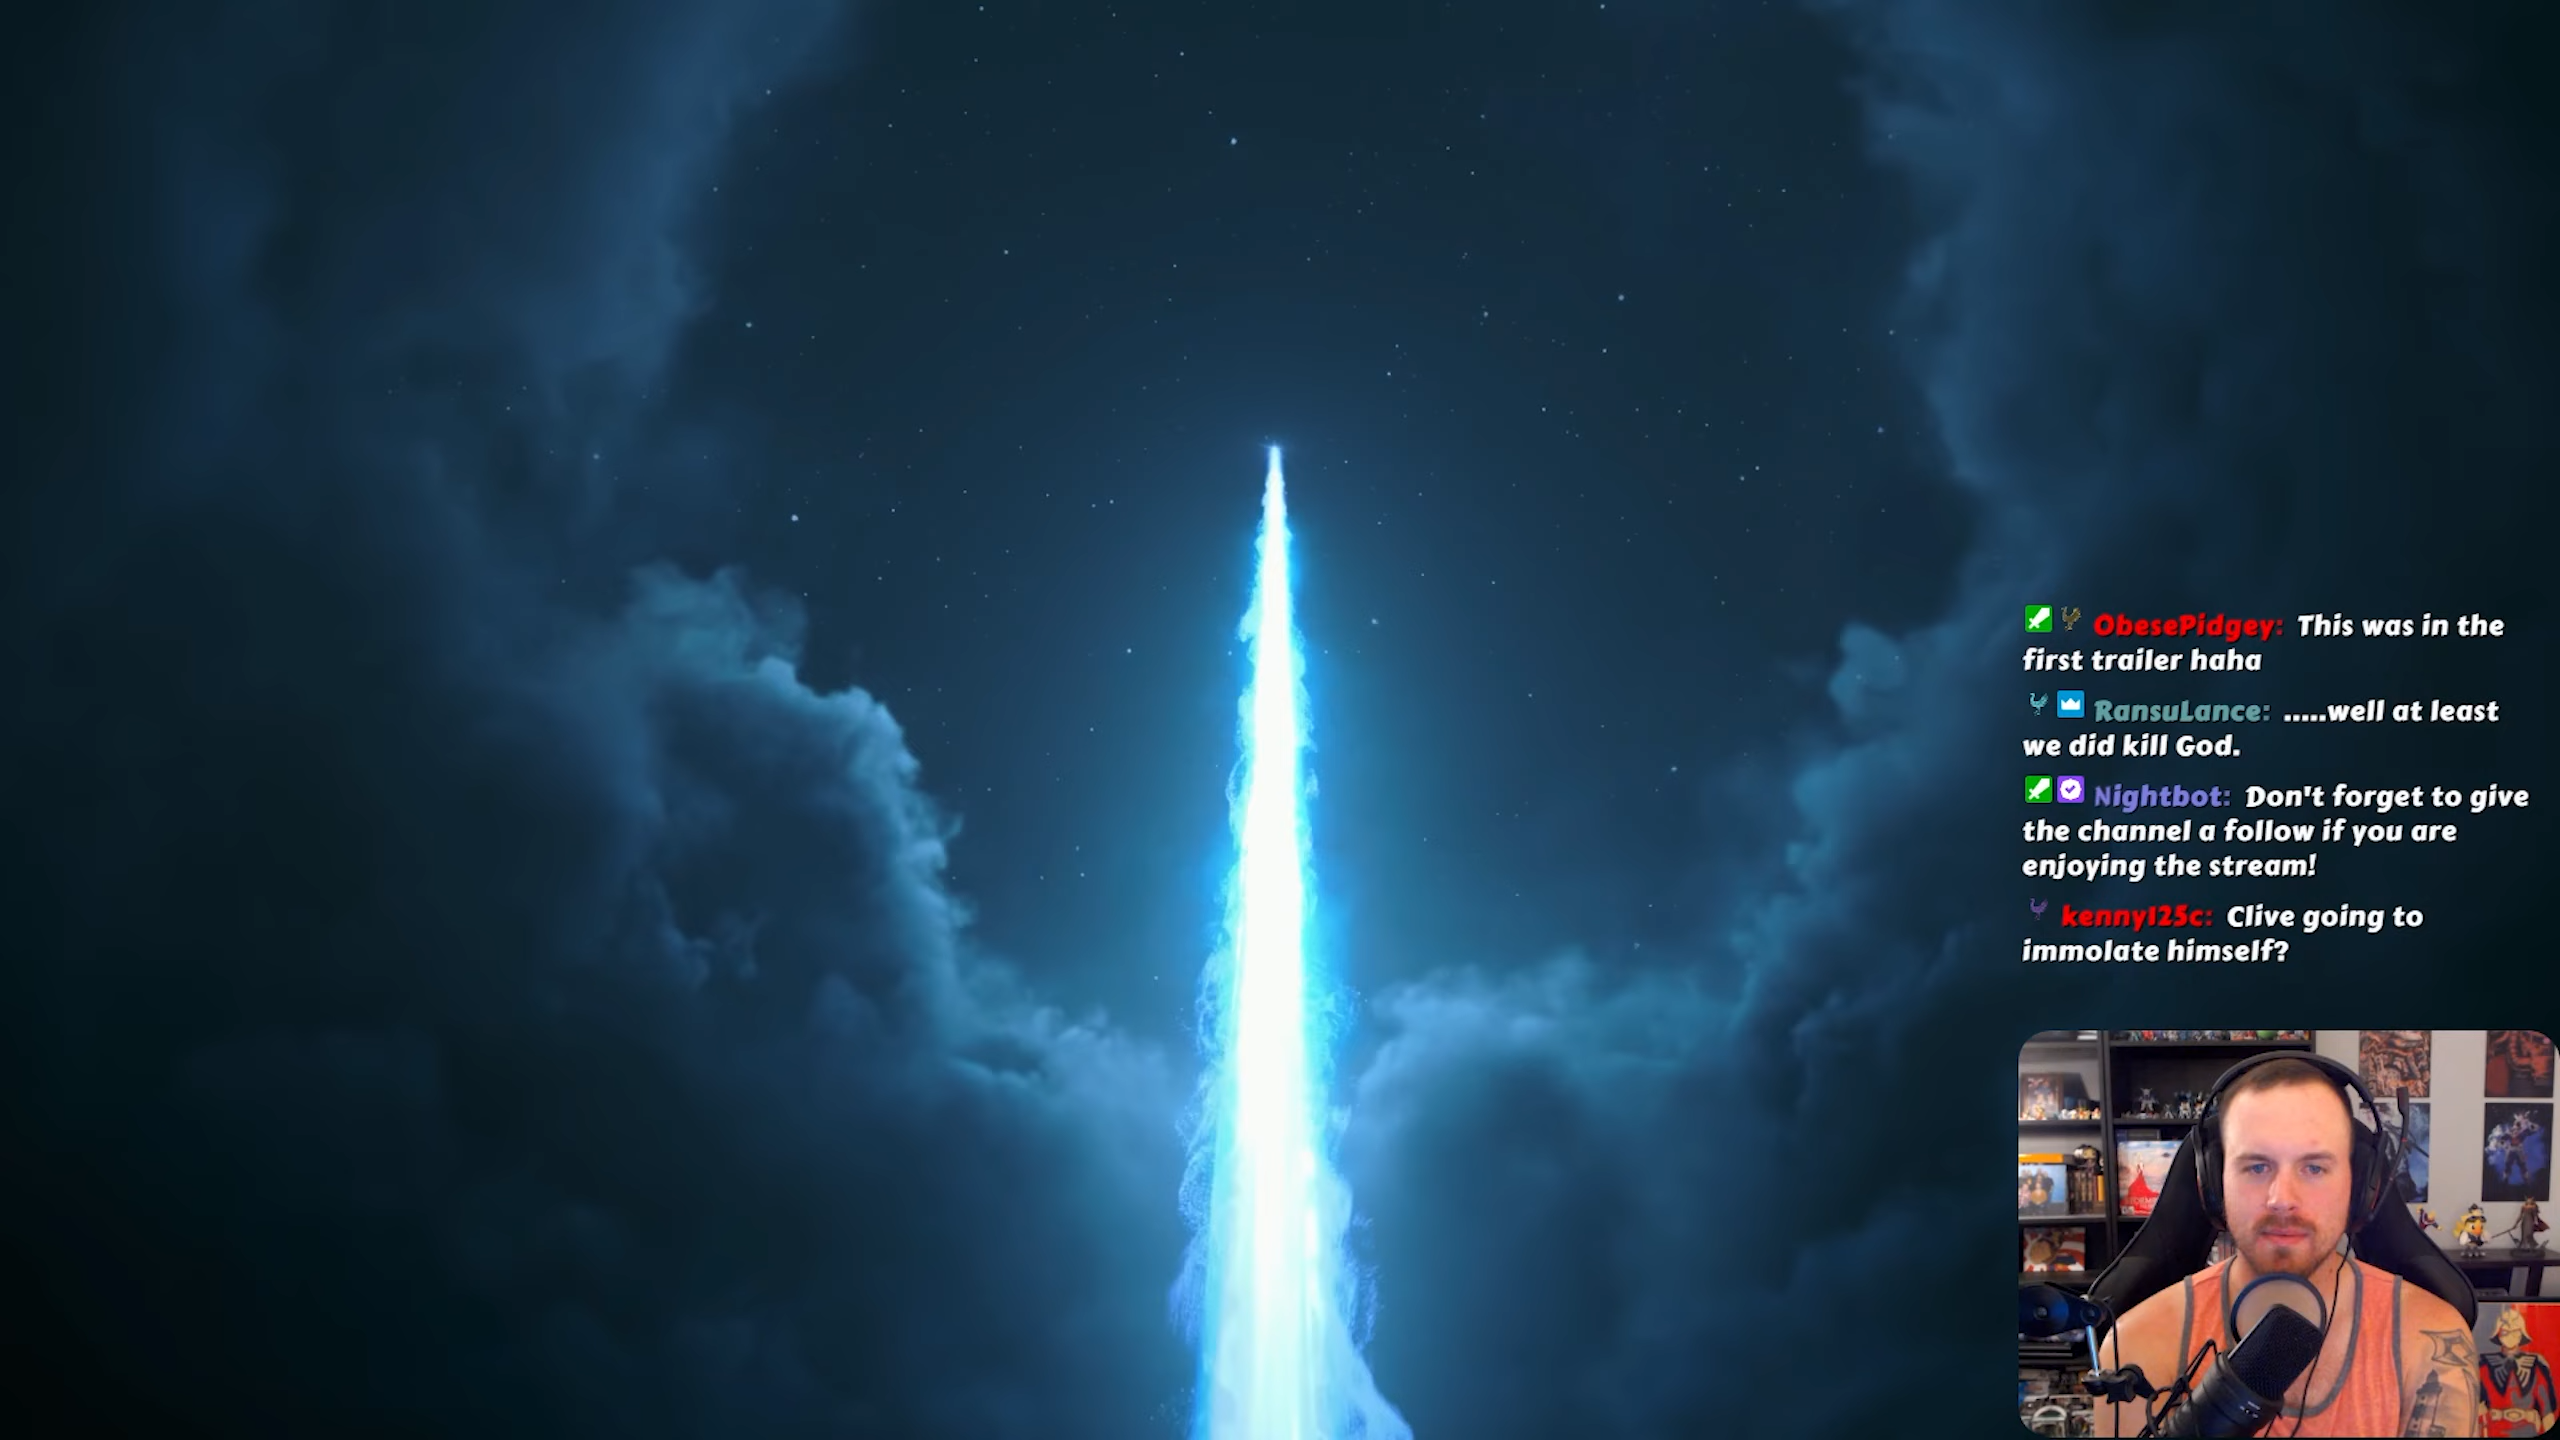 ObesePidgey: This was in the
first trailer haha
RansuLance: .....well at least
we did kill God.
Nightbot: Don't forget to give
the channel a follow if you are
enjoying the stream!
kenny125c: Clive going to
immolate himself?